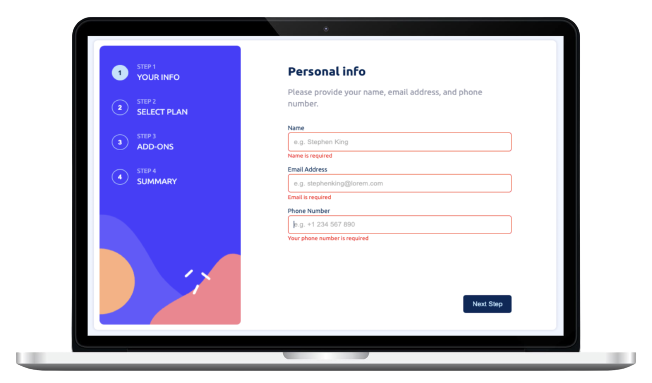 1
STEP 1
YOUR INFO
2
STEP 2
SELECT PLAN
3
STEP 3
ADD-ONS
4
STEP 4
SUMMARY
Personal info
Please provide your name, email address, and phone
number.
Name
e.g. Stephen King
Name is required
Email Address
e.g. stephenking@lorem.com
Email is required
Phone Number
e.g. +1 234 567 890
Your phone number is required
Next Step